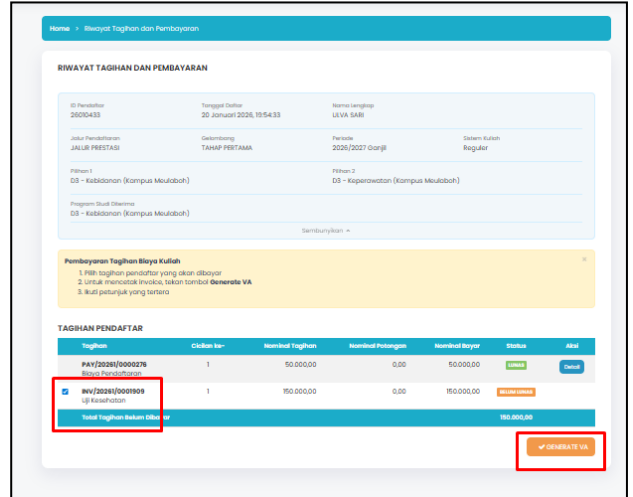 Home > Riwayat Tagihan dan Pembayaran
RIWAYAT TAGIHAN DAN PEMBAYARAN
ID Pendaftar Tanggal Daftar Nama Lengkap
26010433 20 Januari 2026, 19:54:33 ULVA SARI
Jalur Pendaftaran Gelombang Periode Sistem Kuliah
JALUR PRESTASI TAHAP PERTAMA 2026/2027 Ganjil Reguler
Pilihan 1 Pilihan 2
D3 - Kebidanan (Kampus Meulaboh) D3 - Keperawatan (Kampus Meulaboh)
Program Studi Diterima
D3 - Kebidanan (Kampus Meulaboh)
Sembunyikan
Pembayaran Tagihan Biaya Kuliah
1. Pilih tagihan pendaftar yang akan dibayar
2. Untuk mencetak invoice, tekan tombol Generate VA
3. Ikuti petunjuk yang tertera
TAGIHAN PENDAFTAR
Tagihan Cicilan ke- Nominal Tagihan Nominal Potongan Nominal Bayar Status Aksi
PAY/20261/0000276 1 50.000,00 0,00 50.000,00 LUNAS Detail
Biaya Pendaftaran
INV/20261/0001909 1 150.000,00 0,00 150.000,00 BELUM LUNAS
Uji Kesehatan
Total Tagihan Belum Dibayar 150.000,00
GENERATE VA